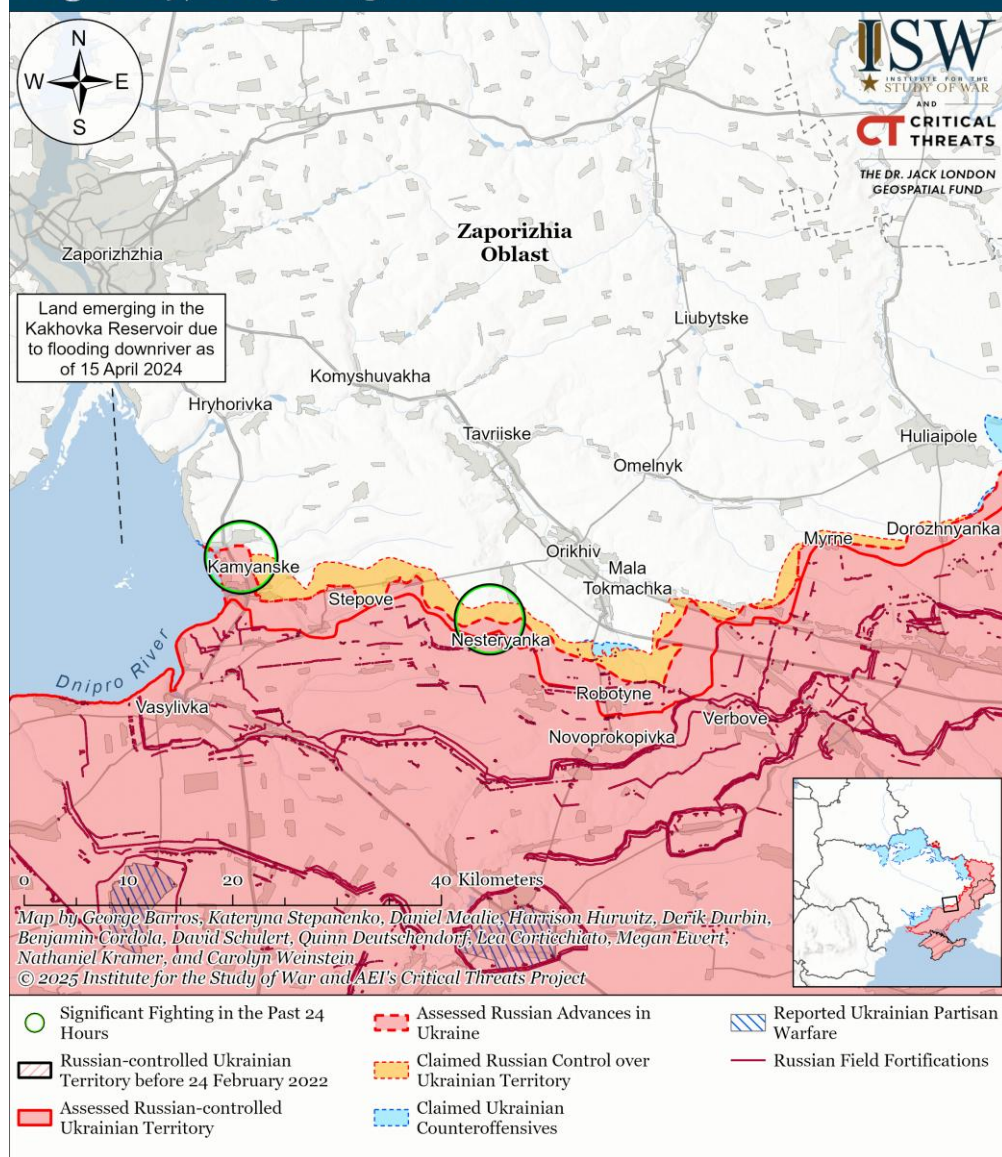 N
W
E
S
ISW
INSTITUTE FOR THE
STUDY OF WAR
AND
CT CRITICAL
THREATS
THE DR. JACK LONDON
GEOSPATIAL FUND
Zaporizhia
Oblast
Zaporizhzhia
Land emerging in the
Kakhovka Reservoir due
to flooding downriver as
of 15 April 2024
Liubytske
Komyshuvakha
Hryhorivka
Tavriiske
Huliaipole
Omelnyk
Dorozhnyanka
Myrne
Orikhiv
Kamyanske
Mala
Tokmachka
Stepove
Nesteryanka
Dnipro River
Robotyne
Vasylivka
Verbove
Novoprokopivka
0 10 20 40 Kilometers
Map by George Barros, Kateryna Stepanenko, Daniel Mealie, Harrison Hurwitz, Derik Durbin,
Benjamin Cordola, David Schulert, Quinn Deutschendorf, Lea Corticchiato, Megan Ewert,
Nathaniel Kramer, and Carolyn Weinstein
© 2025 Institute for the Study of War and AEI's Critical Threats Project
Significant Fighting in the Past 24
Hours
Russian-controlled Ukrainian
Territory before 24 February 2022
Assessed Russian-controlled
Ukrainian Territory
Assessed Russian Advances in
Ukraine
Claimed Russian Control over
Ukrainian Territory
Claimed Ukrainian
Counteroffensives
Reported Ukrainian Partisan
Warfare
Russian Field Fortifications